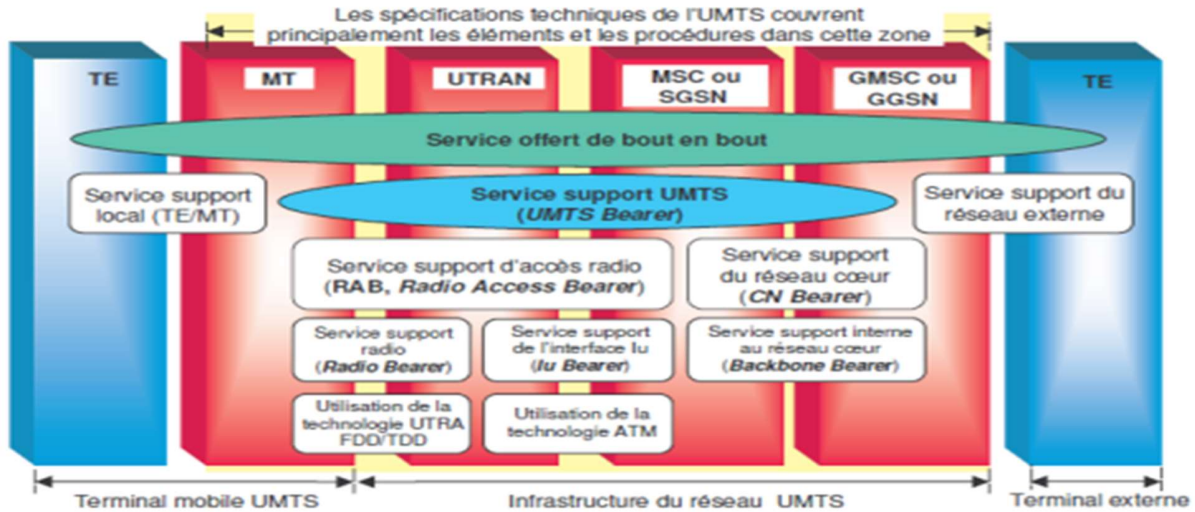 Les spécifications techniques de l'UMTS couvrent
principalement les éléments et les procédures dans cette zone
TE
MT
UTRAN
MSC ou
SGSN
GMSC ou
GGSN
TE
Service offert de bout en bout
Service support
local (TE/MT)
Service support UMTS
(UMTS Bearer)
Service support du
réseau externe
Service support d'accès radio
(RAB, Radio Access Bearer)
Service support
du réseau cœur
(CN Bearer)
Service support
radio
(Radio Bearer)
Service support
de l'interface Iu
(Iu Bearer)
Service support interne
au réseau cœur
(Backbone Bearer)
Utilisation de la
technologie UTRA
FDD/TDD
Utilisation de la
technologie ATM
Terminal mobile UMTS
Infrastructure du réseau UMTS
Terminal externe